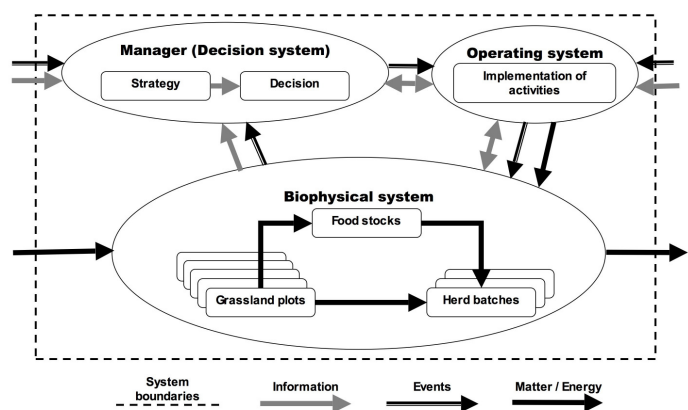 Manager (Decision system)
Strategy
Decision
Operating system
Implementation of
activities
Biophysical system
Food stocks
Grassland plots
Herd batches
System
boundaries
Information
Events
Matter / Energy